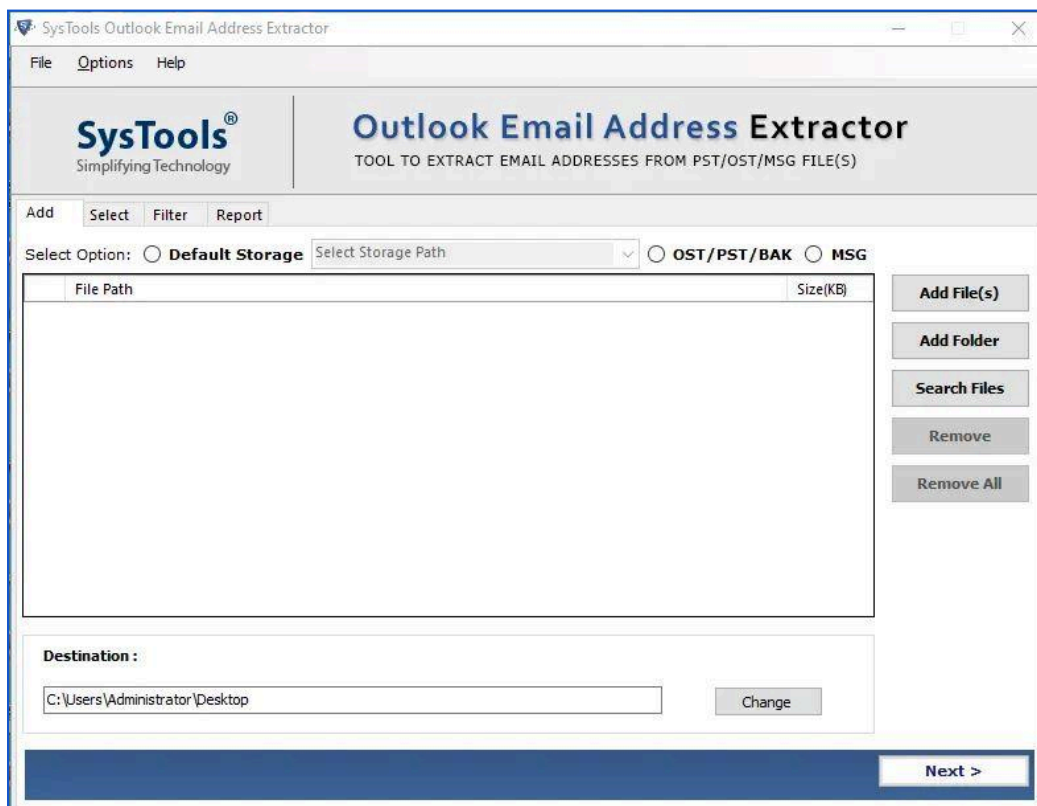 SysTools Outlook Email Address Extractor
File Options Help
SysTools®
Simplifying Technology
Outlook Email Address Extractor
TOOL TO EXTRACT EMAIL ADDRESSES FROM PST/OST/MSG FILE(S)
Add Select Filter Report
Select Option: Default Storage Select Storage Path OST/PST/BAK MSG
File Path Size(KB)
Add File(s)
Add Folder
Search Files
Remove
Remove All
Destination :
C:\Users\Administrator\Desktop Change
Next >